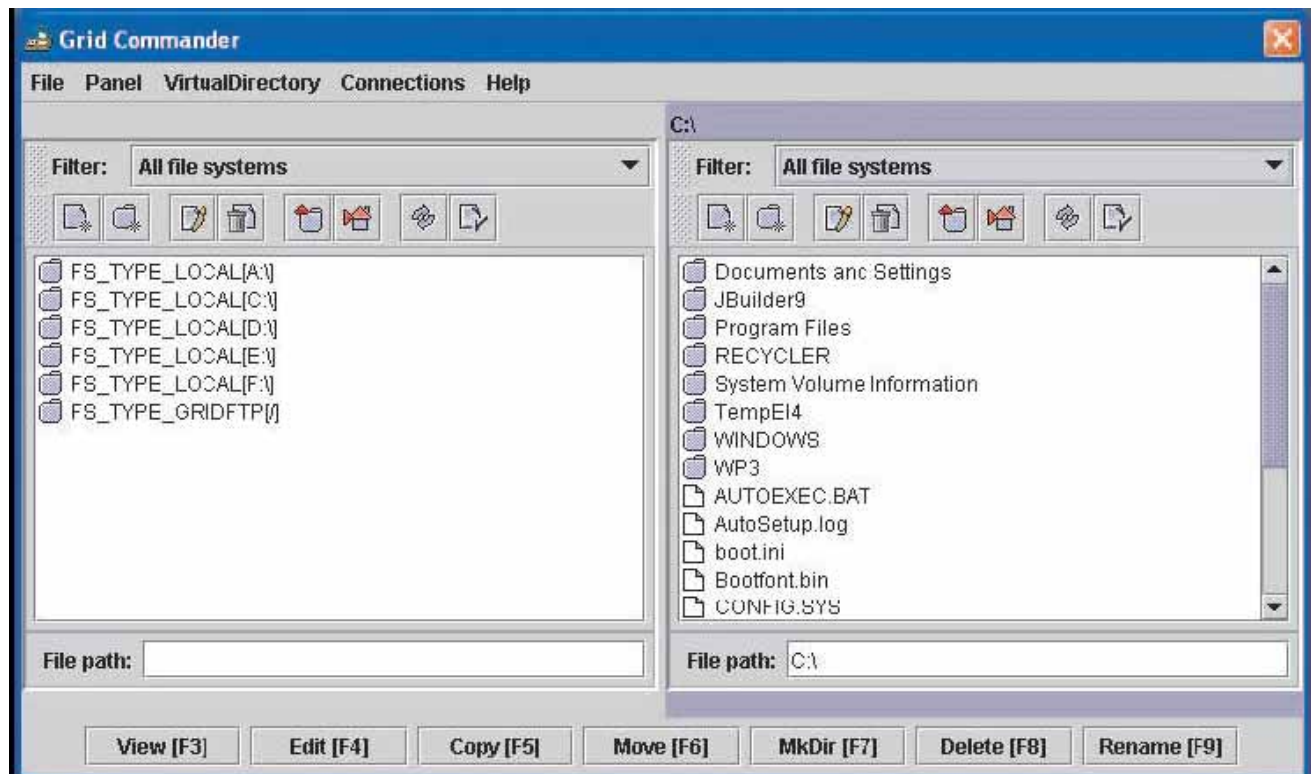 Grid Commander
File Panel VirtualDirectory Connections Help
C:\
Filter: All file systems
FS_TYPE_LOCAL[A:\]
FS_TYPE_LOCAL[C:\]
FS_TYPE_LOCAL[D:\]
FS_TYPE_LOCAL[E:\]
FS_TYPE_LOCAL[F:\]
FS_TYPE_GRIDFTP[/]
File path:
Filter: All file systems
Documents and Settings
JBuilder9
Program Files
RECYCLER
System Volume Information
TempEI4
WINDOWS
WP3
AUTOEXEC.BAT
AutoSetup.log
boot.ini
Bootfont.bin
CONFIG.SYS
File path: C:\
View [F3] Edit [F4] Copy [F5] Move [F6] MkDir [F7] Delete [F8] Rename [F9]